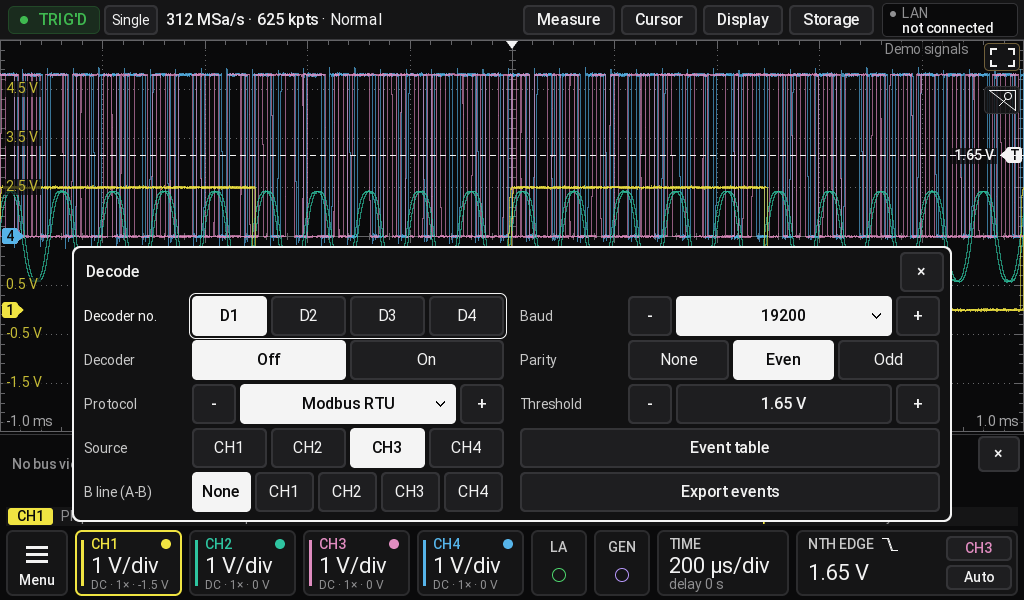 TRIG'D Single 312 MSa/s · 625 kpts · Normal Measure Cursor Display Storage LAN not connected
Demo signals
4.5 V
3.5 V
1.65 V T
2.5 V
4
0.5 V
1
-0.5 V
-1.5 V
-1.0 ms 1.0 ms
Decode ×
Decoder no. D1 D2 D3 D4 Baud - 19200 +
Decoder Off On Parity None Even Odd
Protocol - Modbus RTU + Threshold - 1.65 V +
Source CH1 CH2 CH3 CH4 Event table
B line (A-B) None CH1 CH2 CH3 CH4 Export events
No bus ×
CH1
Menu
CH1 1 V/div DC · 1× · -1.5 V
CH2 1 V/div DC · 1× · 0 V
CH3 1 V/div DC · 1× · 0 V
CH4 1 V/div DC · 1× · 0 V
LA
GEN
TIME 200 µs/div delay 0 s
NTH EDGE 1.65 V CH3 Auto